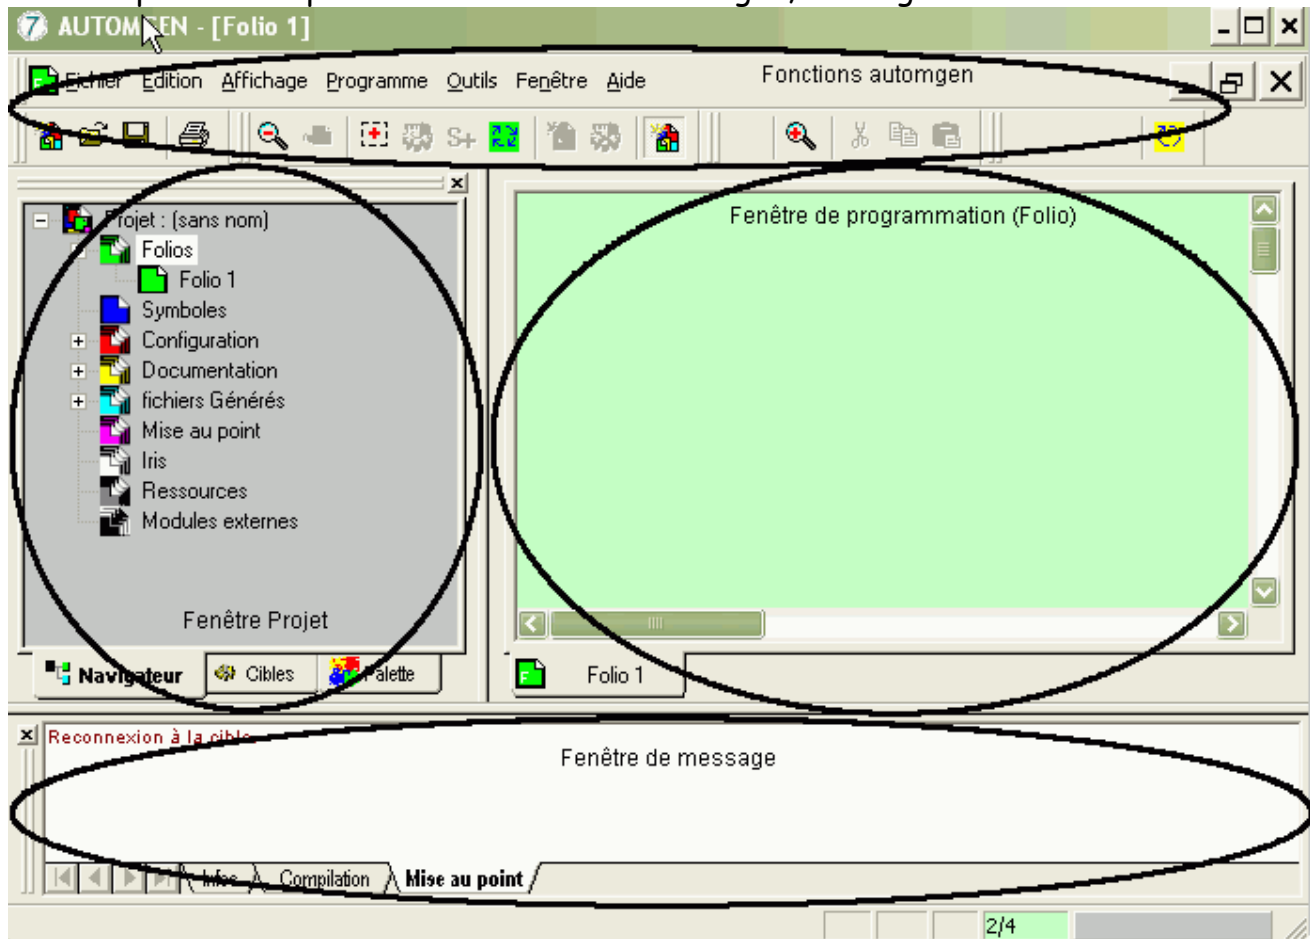 AUTOMGEN - [Folio 1]
Fichier Edition Affichage Programme Outils Fenêtre Aide
Fonctions automgen
S+
Projet : (sans nom)
Folios
Folio 1
Symboles
Configuration
Documentation
fichiers Générés
Mise au point
Iris
Ressources
Modules externes
Fenêtre Projet
Navigateur Cibles Palette
Fenêtre de programmation (Folio)
Folio 1
Reconnexion à la cible
Fenêtre de message
Infos Compilation Mise au point
2/4